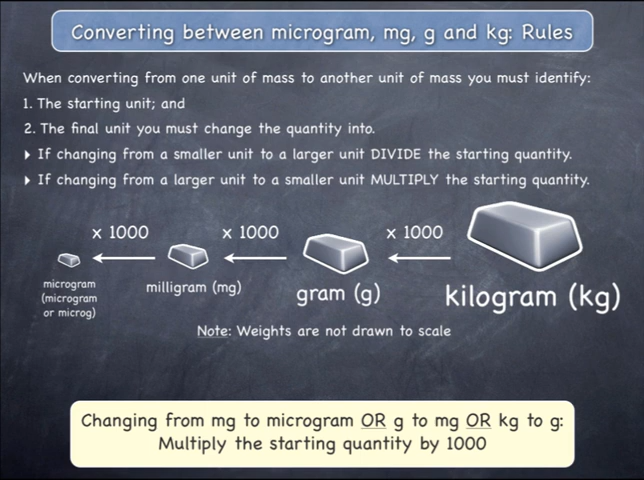 Converting between microgram, mg, g and kg: Rules
When converting from one unit of mass to another unit of mass you must identify:
1. The starting unit; and
2. The final unit you must change the quantity into.
‣ If changing from a smaller unit to a larger unit DIVIDE the starting quantity.
‣ If changing from a larger unit to a smaller unit MULTIPLY the starting quantity.
x 1000
x 1000
x 1000
microgram
(microgram
or microg)
milligram (mg)
gram (g)
kilogram (kg)
Note: Weights are not drawn to scale
Changing from mg to microgram OR g to mg OR kg to g:
Multiply the starting quantity by 1000